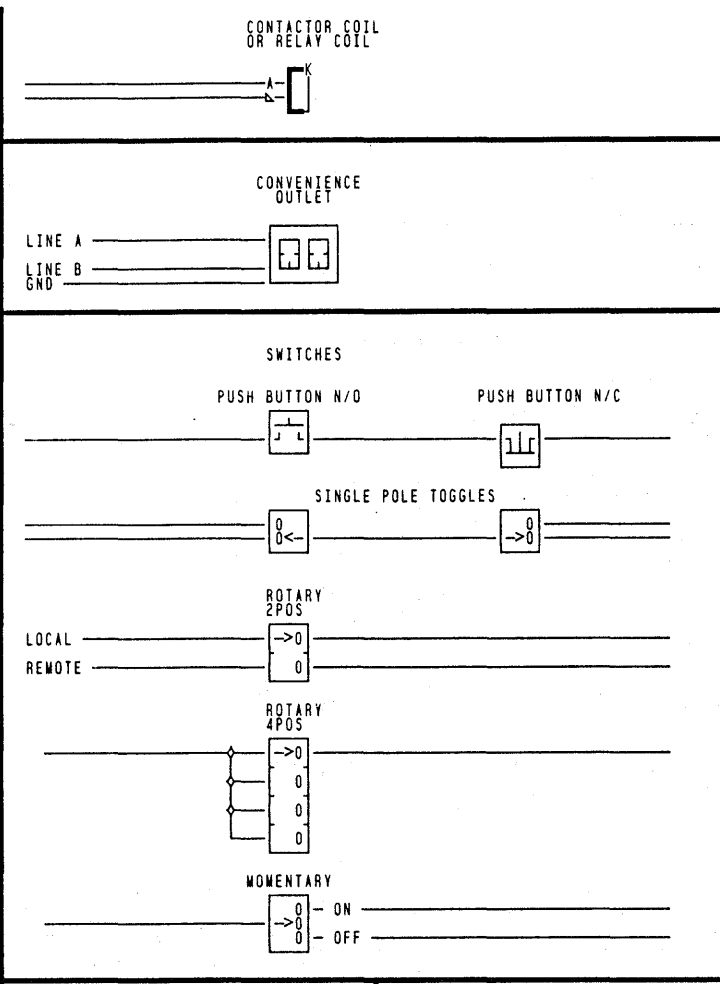 CONTACTOR COIL
OR RELAY COIL
K
A
CONVENIENCE
OUTLET
LINE A
LINE B
GND
SWITCHES
PUSH BUTTON N/O
PUSH BUTTON N/C
SINGLE POLE TOGGLES
0
0<-
0
->0
ROTARY
2POS
LOCAL ->0
REMOTE 0
ROTARY
4POS
->0
0
0
0
MOMENTARY
0 - ON
->0
0 - OFF